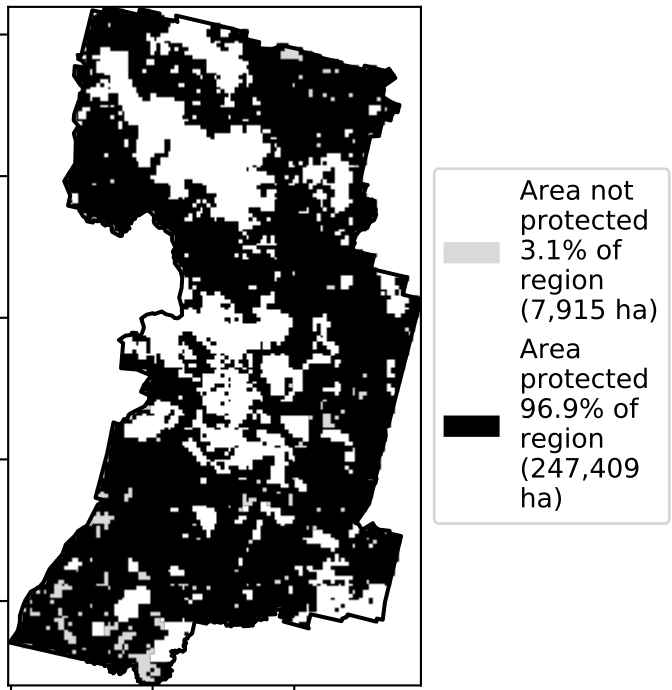 Area not
protected
3.1% of
region
(7,915 ha)
Area
protected
96.9% of
region
(247,409
ha)